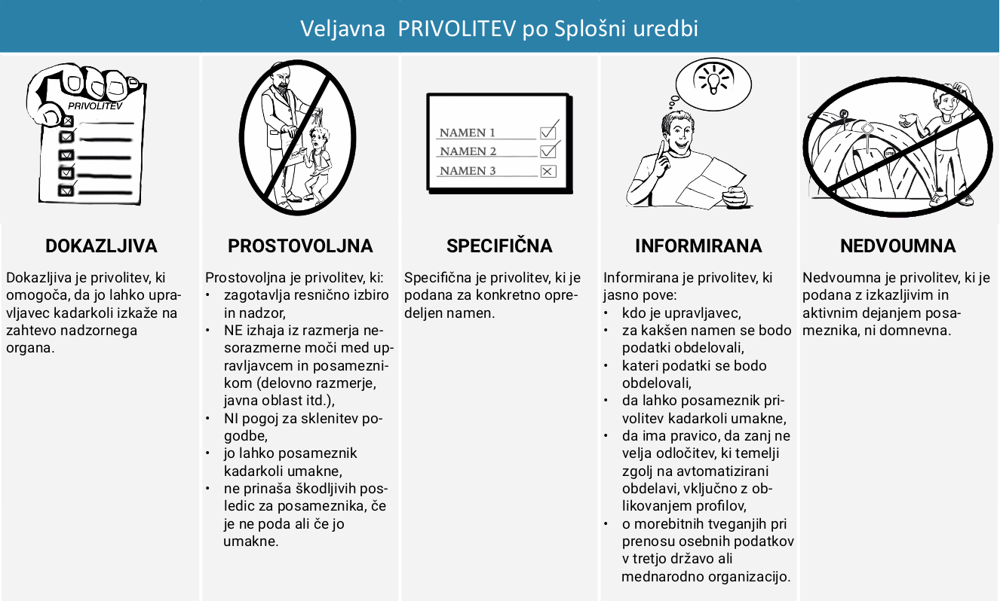 Veljavna PRIVOLITEV po Splošni uredbi
PRIVOLITEV
NAMEN 1
NAMEN 2
NAMEN 3
STOP
DOKAZLJIVA
Dokazljiva je privolitev, ki
omogoča, da jo lahko upra-
vljavec kadarkoli izkaže na
zahtevo nadzornega
organa.
PROSTOVOLJNA
Prostovoljna je privolitev, ki:
• zagotavlja resnično izbiro
in nadzor,
• NE izhaja iz razmerja ne-
sorazmerne moči med up-
ravljavcem in posamezni-
kom (delovno razmerje,
javna oblast itd.),
• NI pogoj za sklenitev po-
godbe,
• jo lahko posameznik
kadarkoli umakne,
• ne prinaša škodljivih pos-
ledic za posameznika, če
je ne poda ali če jo
umakne.
SPECIFIČNA
Specifična je privolitev, ki je
podana za konkretno opre-
deljen namen.
INFORMIRANA
Informirana je privolitev, ki
jasno pove:
• kdo je upravljavec,
• za kakšen namen se bodo
podatki obdelovali,
• kateri podatki se bodo
obdelovali,
• da lahko posameznik pri-
volitev kadarkoli umakne,
• da ima pravico, da zanj ne
velja odločitev, ki temelji
zgolj na avtomatizirani
obdelavi, vključno z ob-
likovanjem profilov,
• o morebitnih tveganjih pri
prenosu osebnih podatkov
v tretjo državo ali
mednarodno organizacijo.
NEDVOUMNA
Nedvoumna je privolitev, ki je
podana z izkazljivim in
aktivnim dejanjem posa-
meznika, ni domnevna.